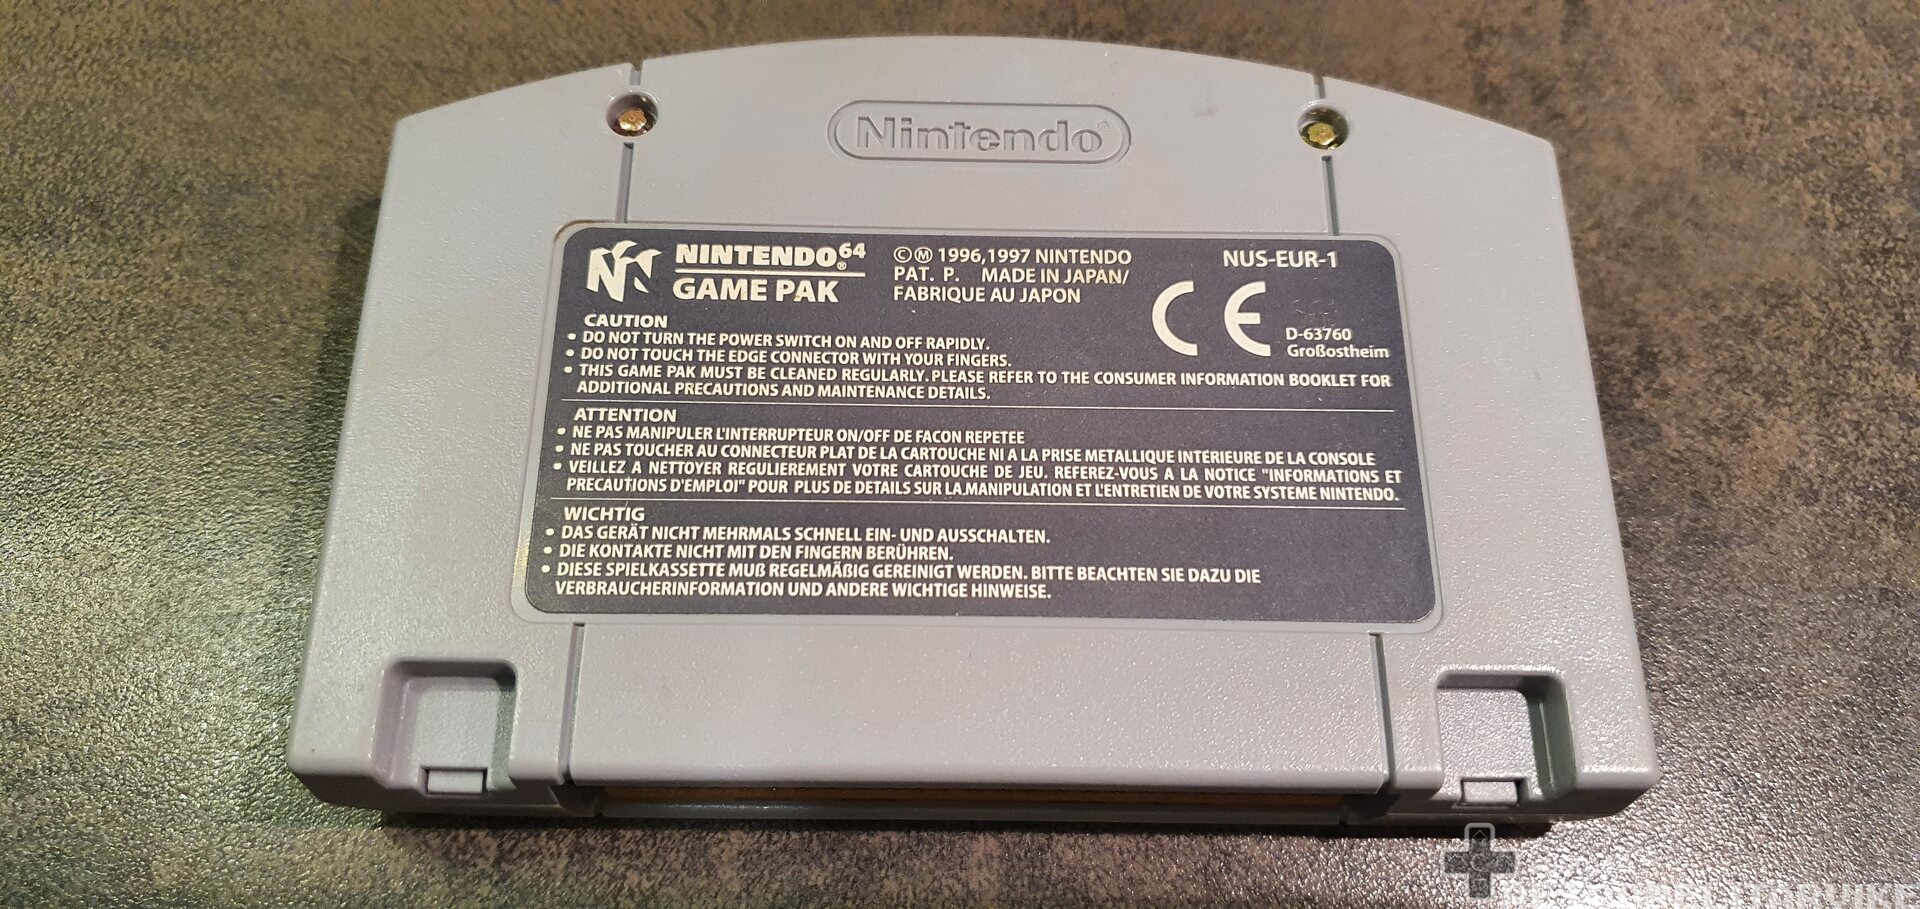 Nintendo®
NINTENDO⁶⁴®
GAME PAK
©Ⓜ 1996,1997 NINTENDO
PAT. P. MADE IN JAPAN/
FABRIQUE AU JAPON
NUS-EUR-1
CE
D-63760
Großostheim
CAUTION
• DO NOT TURN THE POWER SWITCH ON AND OFF RAPIDLY.
• DO NOT TOUCH THE EDGE CONNECTOR WITH YOUR FINGERS.
• THIS GAME PAK MUST BE CLEANED REGULARLY. PLEASE REFER TO THE CONSUMER INFORMATION BOOKLET FOR
ADDITIONAL PRECAUTIONS AND MAINTENANCE DETAILS.
ATTENTION
• NE PAS MANIPULER L'INTERRUPTEUR ON/OFF DE FACON REPETEE
• NE PAS TOUCHER AU CONNECTEUR PLAT DE LA CARTOUCHE NI A LA PRISE METALLIQUE INTERIEURE DE LA CONSOLE
• VEILLEZ A NETTOYER REGULIEREMENT VOTRE CARTOUCHE DE JEU. REFEREZ-VOUS A LA NOTICE "INFORMATIONS ET
PRECAUTIONS D'EMPLOI" POUR PLUS DE DETAILS SUR LA MANIPULATION ET L'ENTRETIEN DE VOTRE SYSTEME NINTENDO.
WICHTIG
• DAS GERÄT NICHT MEHRMALS SCHNELL EIN- UND AUSSCHALTEN.
• DIE KONTAKTE NICHT MIT DEN FINGERN BERÜHREN.
• DIESE SPIELKASSETTE MUß REGELMÄßIG GEREINIGT WERDEN. BITTE BEACHTEN SIE DAZU DIE
VERBRAUCHERINFORMATION UND ANDERE WICHTIGE HINWEISE.